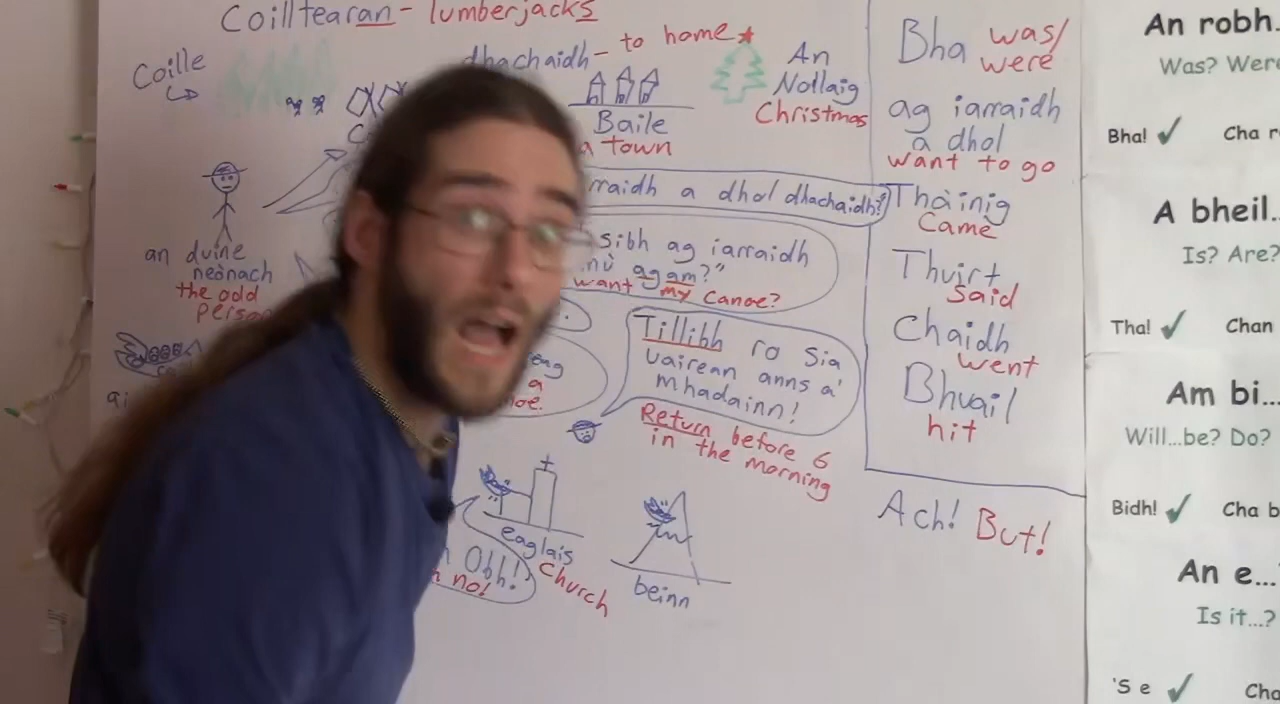 Coilltearan - lumberjacks
Coille
dhachaidh - to home
Baile
a town
An
Nollaig
Christmas
an duine
neònach
the odd
person
rraidh a dhol dhachaidh?
sibh ag iarraidh
nù agam?"
want my canoe?
Tillibh ro sia
uairean anns a'
mhadainn!
Return before 6
in the morning
eaglais
Church
Obh!
no!
beinn
Bha was/
were
ag iarraidh
a dhol
want to go
Thàinig
Came
Thuirt
Said
Chaidh
went
Bhuail
hit
Ach! But!
An robh...
Was? Were
Bha! ✓ Cha r
A bheil...
Is? Are?
Tha! ✓ Chan
Am bi...
Will...be? Do?
Bidh! ✓ Cha b
An e...
Is it...?
'S e ✓ Cha